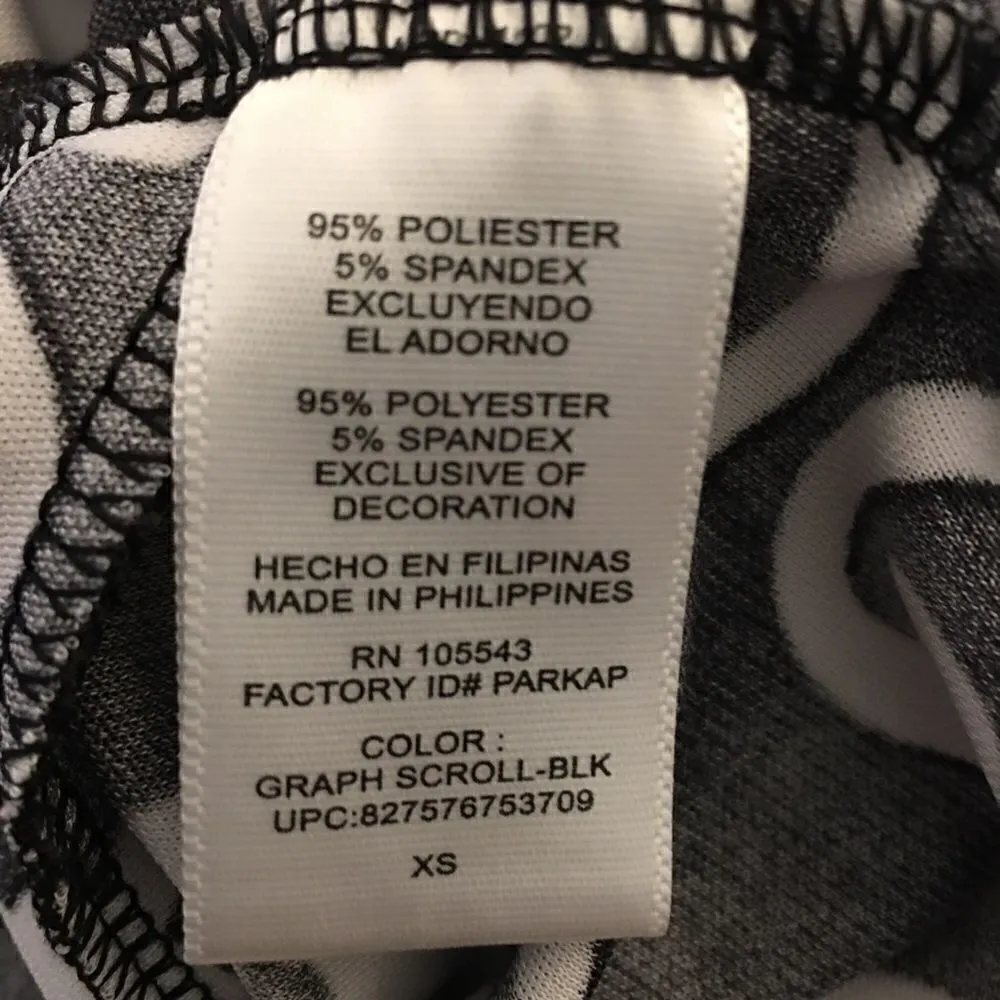 95% POLIESTER
5% SPANDEX
EXCLUYENDO
EL ADORNO
95% POLYESTER
5% SPANDEX
EXCLUSIVE OF
DECORATION
HECHO EN FILIPINAS
MADE IN PHILIPPINES
RN 105543
FACTORY ID# PARKAP
COLOR :
GRAPH SCROLL-BLK
UPC:827576753709
XS